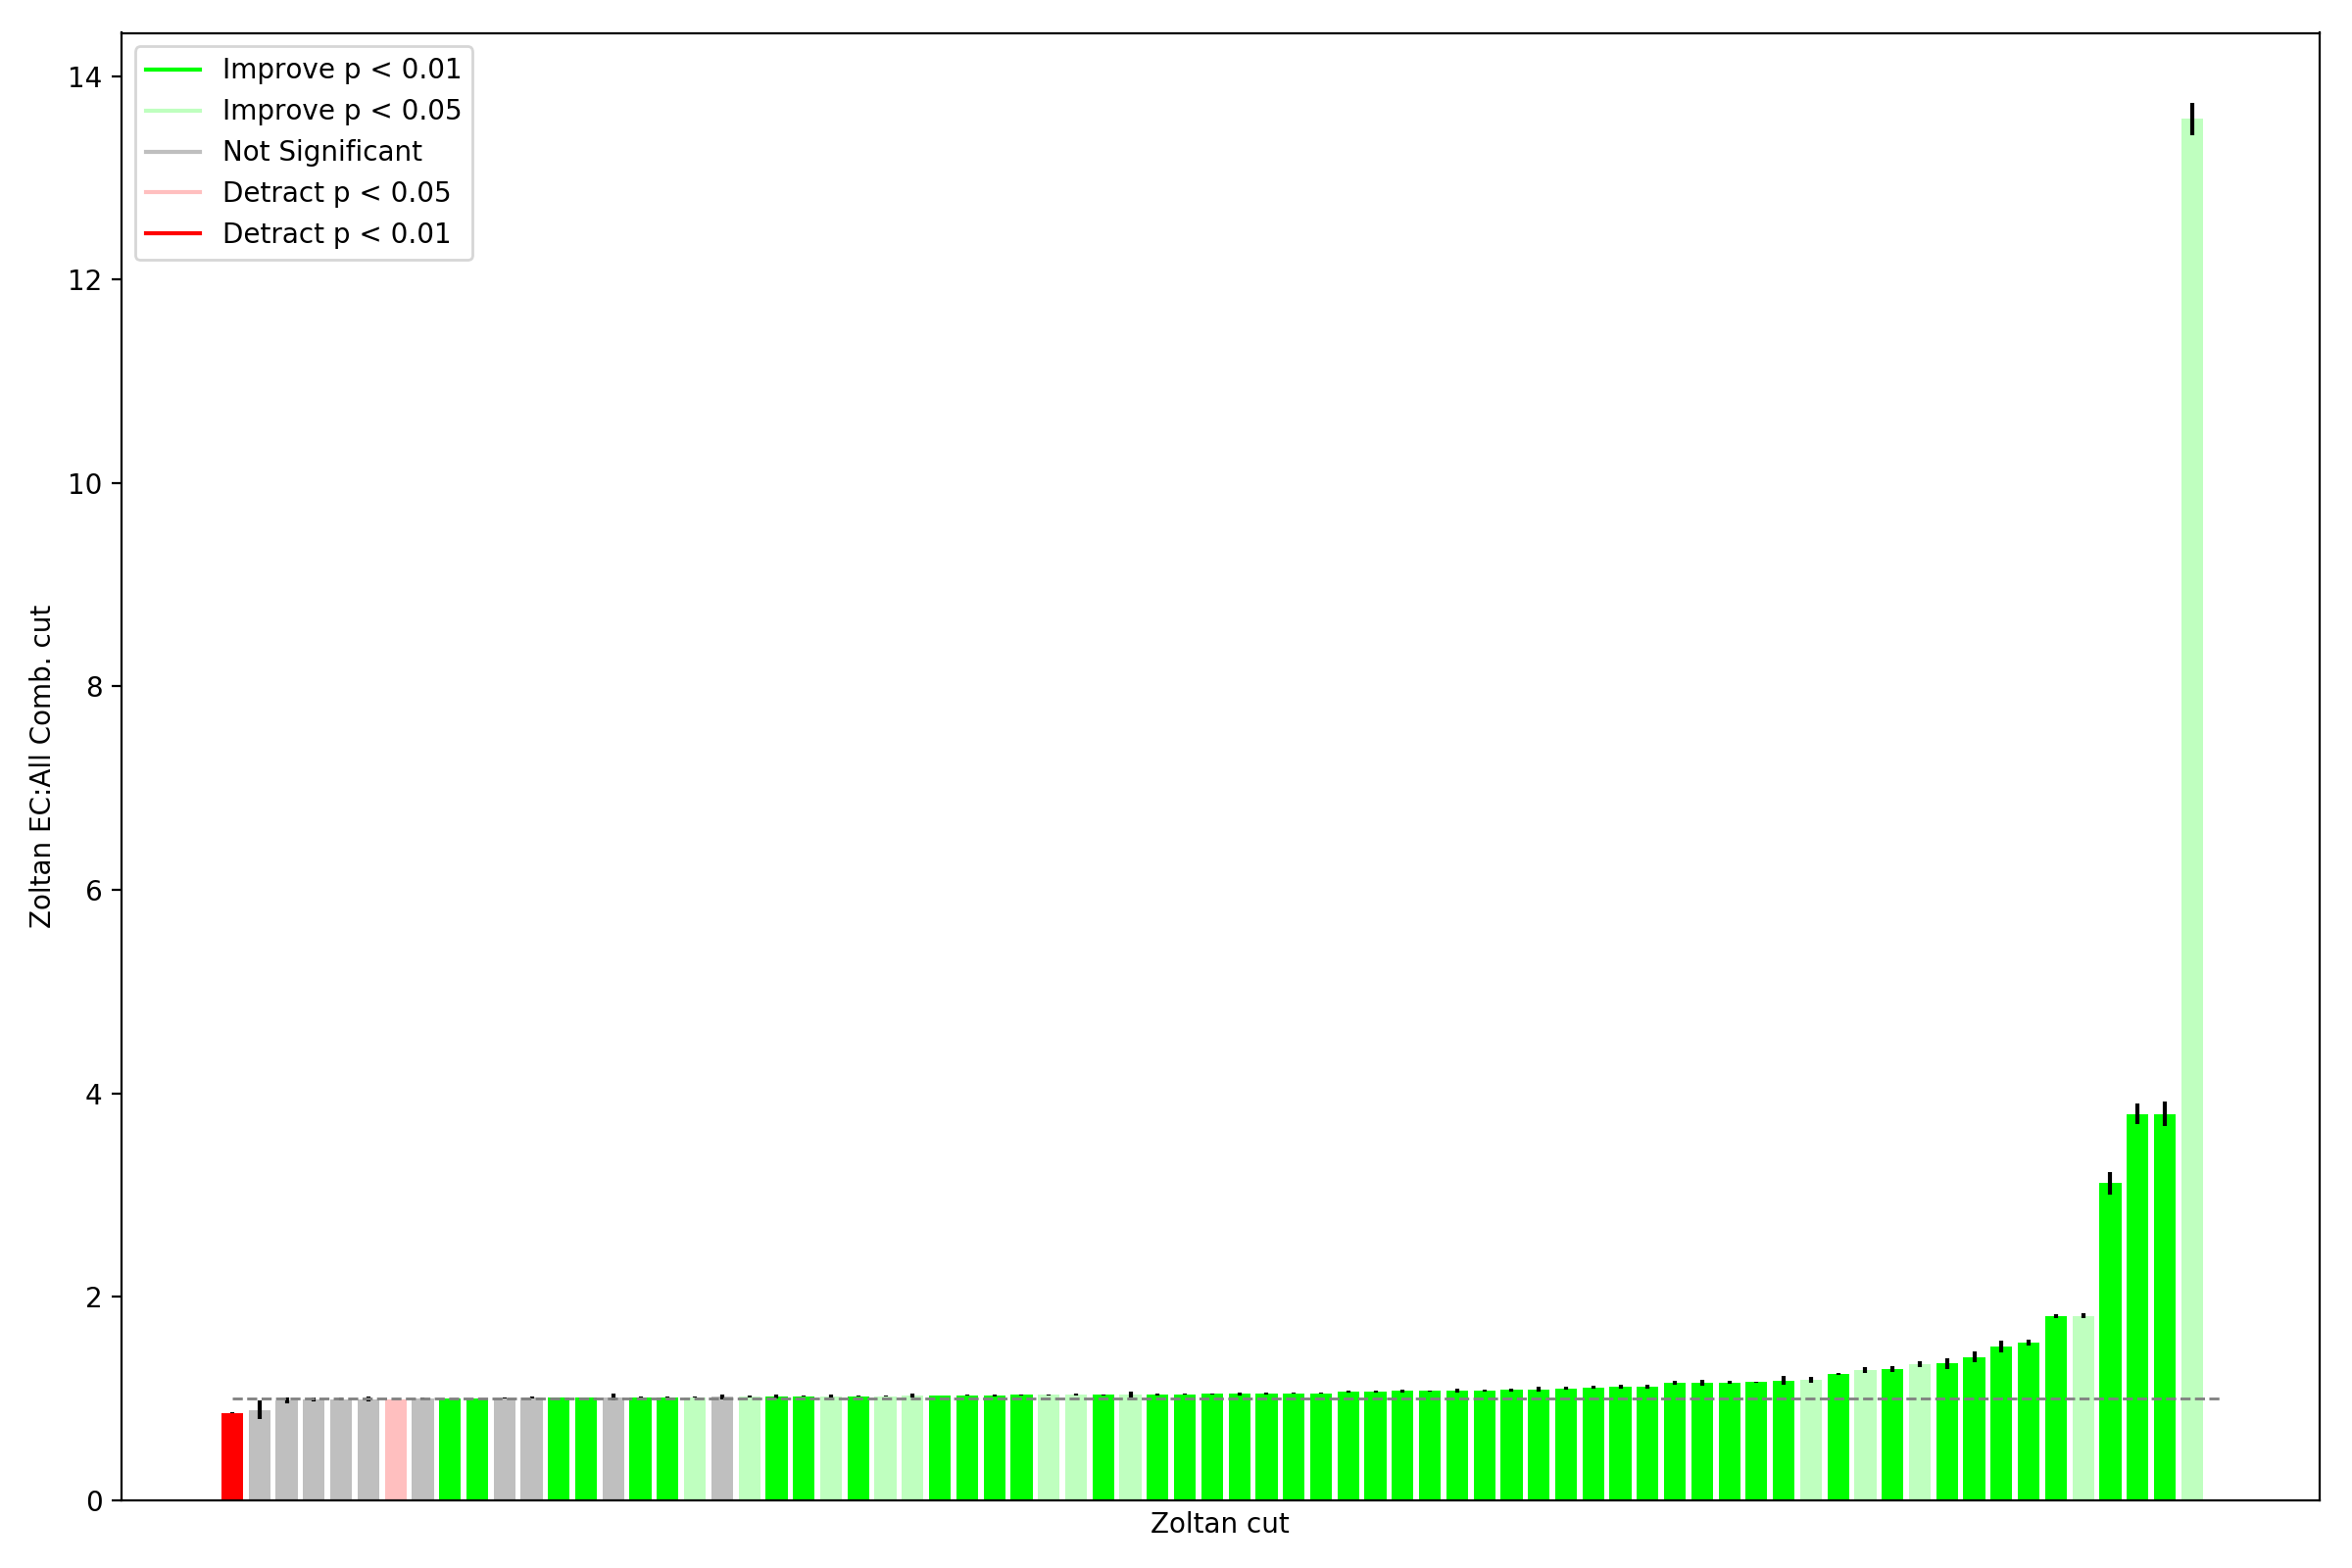 Improve p < 0.01
Improve p < 0.05
Not Significant
Detract p < 0.05
Detract p < 0.01
14
12
10
8
6
4
2
0
Zoltan EC:All Comb. cut
Zoltan cut